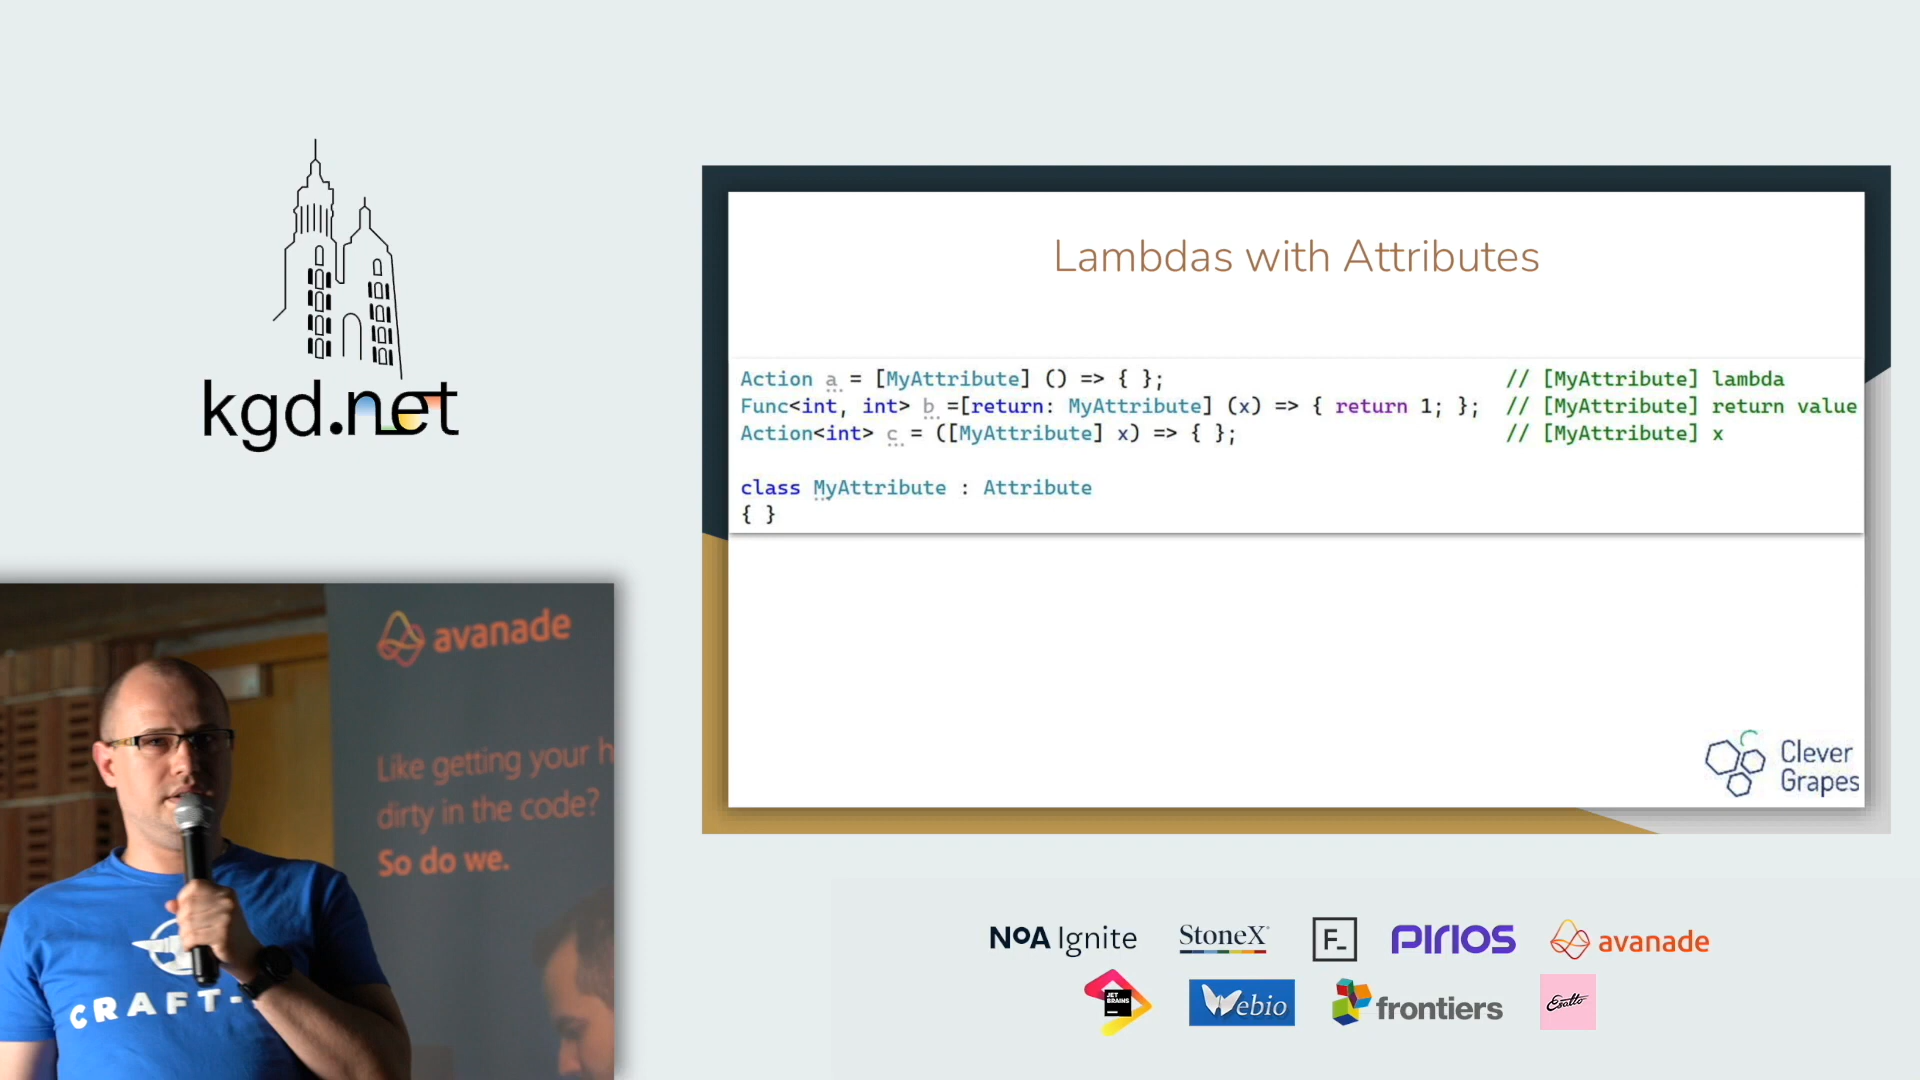 kgd.net
Lambdas with Attributes
Action a = [MyAttribute] () => { }; // [MyAttribute] lambda
Func<int, int> b =[return: MyAttribute] (x) => { return 1; }; // [MyAttribute] return value
Action<int> c = ([MyAttribute] x) => { }; // [MyAttribute] x
class MyAttribute : Attribute
{ }
Clever
Grapes
avanade
Like getting your h
dirty in the code?
So do we.
CRAFT-
NOA Ignite
StoneX
F_
PIRIOS
avanade
JET
BRAINS
Webio
frontiers
Esatto